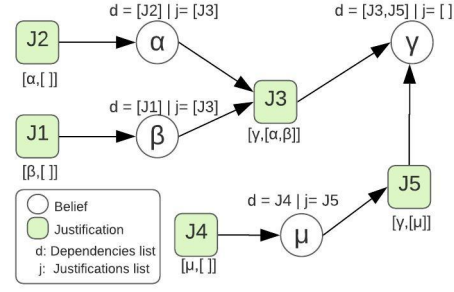 d = [J2] | j= [J3]
d = [J3,J5] | j= [ ]
J2
α
γ
[α,[ ]]
d = [J1] | j= [J3]
J3
J1
β
[γ,[α,β]]
[β,[ ]]
J5
d = J4 | j= J5
Belief
Justification
d: Dependencies list
j: Justifications list
J4
μ
[γ,[μ]]
[μ,[ ]]